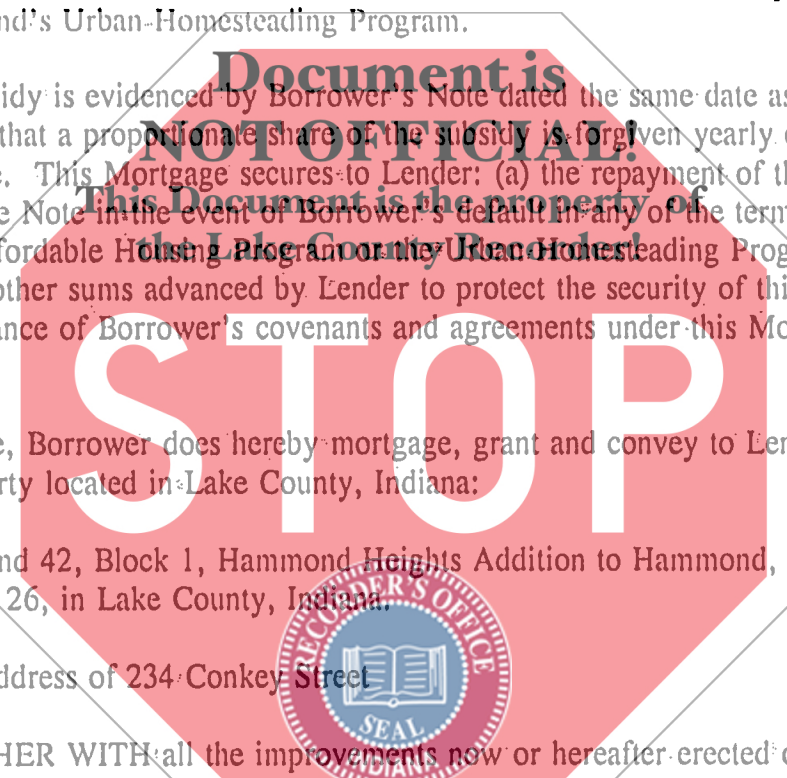 nd's Urban Homesteading Program.
Document is
idy is evidenced by Borrower's Note dated the same date as
NOT OFFICIAL!
that a proportionate share of the subsidy is forgiven yearly
e. This Mortgage secures to Lender: (a) the repayment of th
This Document is the property of
e Note in the event of Borrower's default in any of the term
the Lake County Recorder!
fordable Housing Program or the Urban Homesteading Prog
other sums advanced by Lender to protect the security of thi
ance of Borrower's covenants and agreements under this Mo
STOP
e, Borrower does hereby mortgage, grant and convey to Len
rty located in Lake County, Indiana:
nd 42, Block 1, Hammond Heights Addition to Hammond,
26, in Lake County, Indiana.
RECORDER'S OFFICE
ddress of 234 Conkey Street
SEAL
INDIANA
HER WITH all the improvements now or hereafter erected